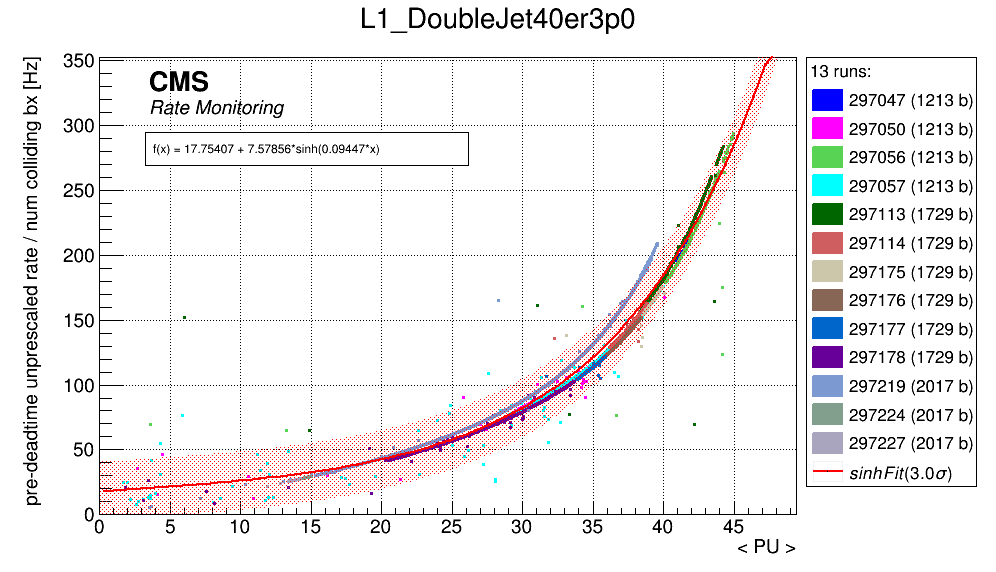 L1_DoubleJet40er3p0
pre-deadtime unprescaled rate / num colliding bx [Hz]
CMS
Rate Monitoring
f(x) = 17.75407 + 7.57856*sinh(0.09447*x)
350
300
250
200
150
100
50
0
0 5 10 15 20 25 30 35 40 45
< PU >
13 runs:
297047 (1213 b)
297050 (1213 b)
297056 (1213 b)
297057 (1213 b)
297113 (1729 b)
297114 (1729 b)
297175 (1729 b)
297176 (1729 b)
297177 (1729 b)
297178 (1729 b)
297219 (2017 b)
297224 (2017 b)
297227 (2017 b)
sinhFit(3.0σ)